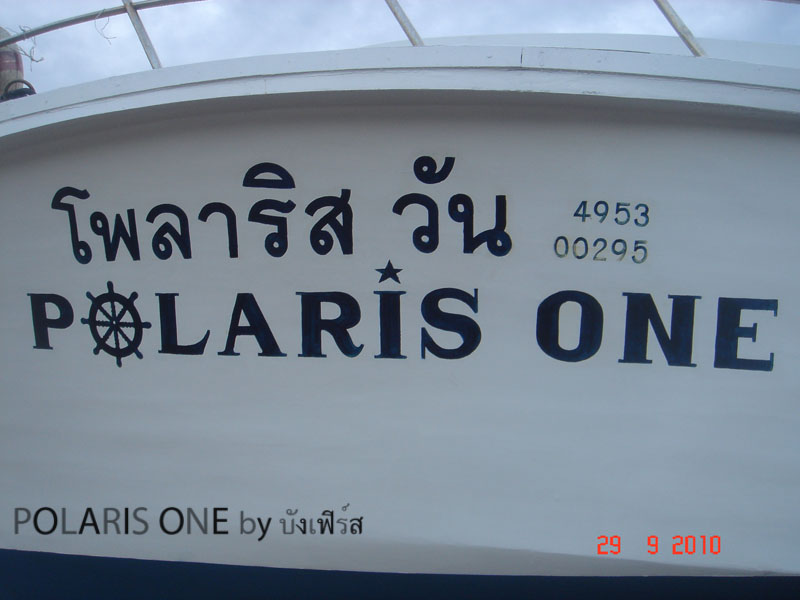 โพลาริส วัน
4953
00295
POLARIS ONE
POLARIS ONE by บังเฟิร์ส
29 9 2010